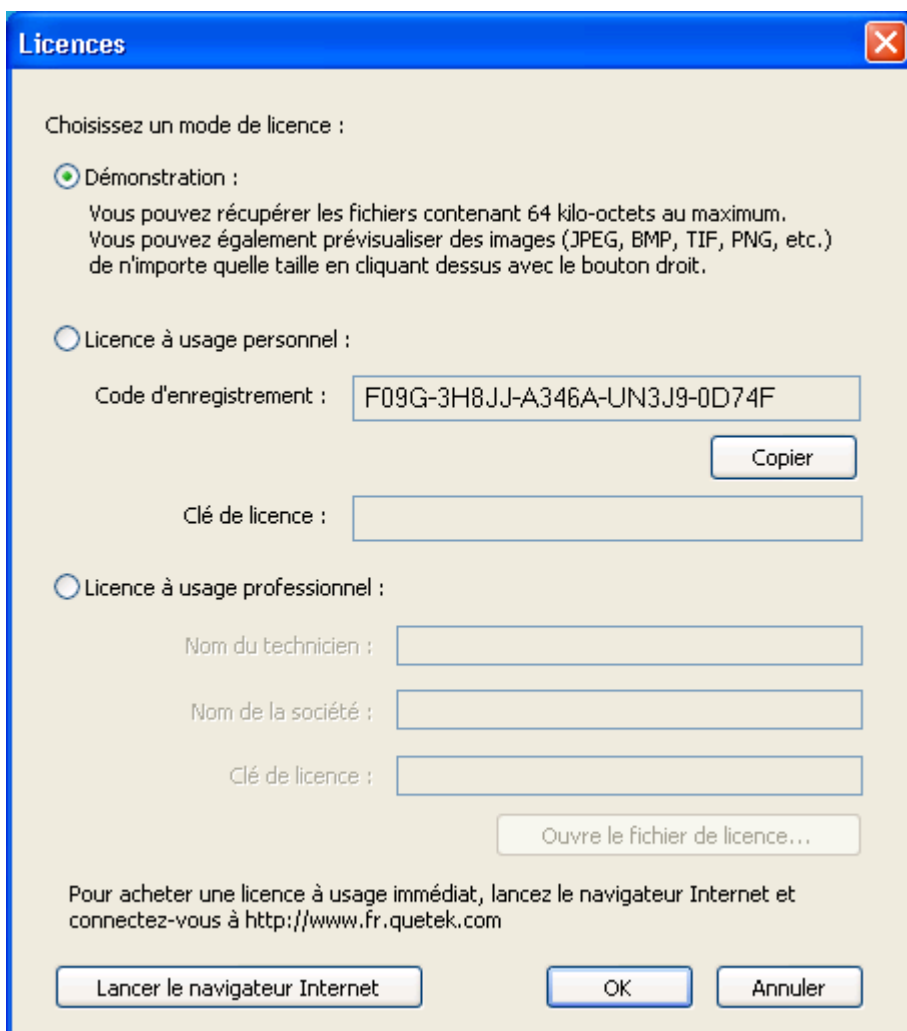 Licences
Choisissez un mode de licence :
Démonstration :
Vous pouvez récupérer les fichiers contenant 64 kilo-octets au maximum.
Vous pouvez également prévisualiser des images (JPEG, BMP, TIF, PNG, etc.)
de n'importe quelle taille en cliquant dessus avec le bouton droit.
Licence à usage personnel :
Code d'enregistrement : F09G-3H8JJ-A346A-UN3J9-0D74F
Copier
Clé de licence :
Licence à usage professionnel :
Nom du technicien :
Nom de la société :
Clé de licence :
Ouvre le fichier de licence...
Pour acheter une licence à usage immédiat, lancez le navigateur Internet et
connectez-vous à http://www.fr.quetek.com
Lancer le navigateur Internet OK Annuler